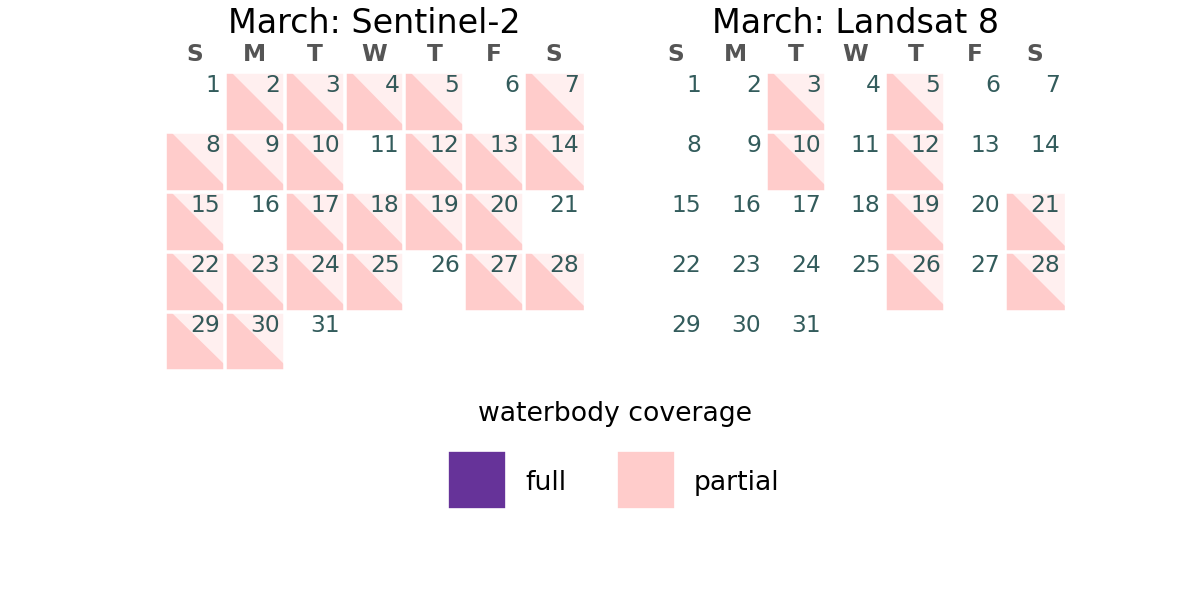 March: Sentinel-2
S M T W T F S
1 2 3 4 5 6 7
8 9 10 11 12 13 14
15 16 17 18 19 20 21
22 23 24 25 26 27 28
29 30 31
March: Landsat 8
S M T W T F S
1 2 3 4 5 6 7
8 9 10 11 12 13 14
15 16 17 18 19 20 21
22 23 24 25 26 27 28
29 30 31
waterbody coverage
full partial